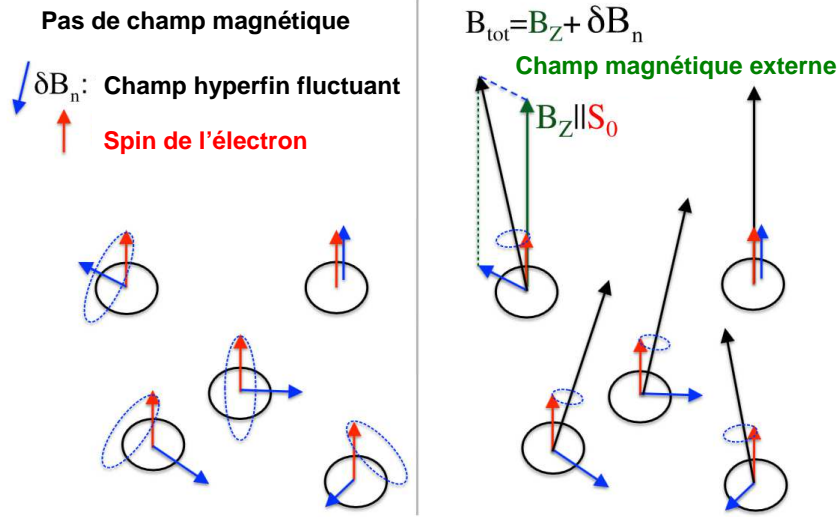 Pas de champ magnétique
δBn: Champ hyperfin fluctuant
Spin de l'électron
Btot=BZ+ δBn
Champ magnétique externe
BZ||S0